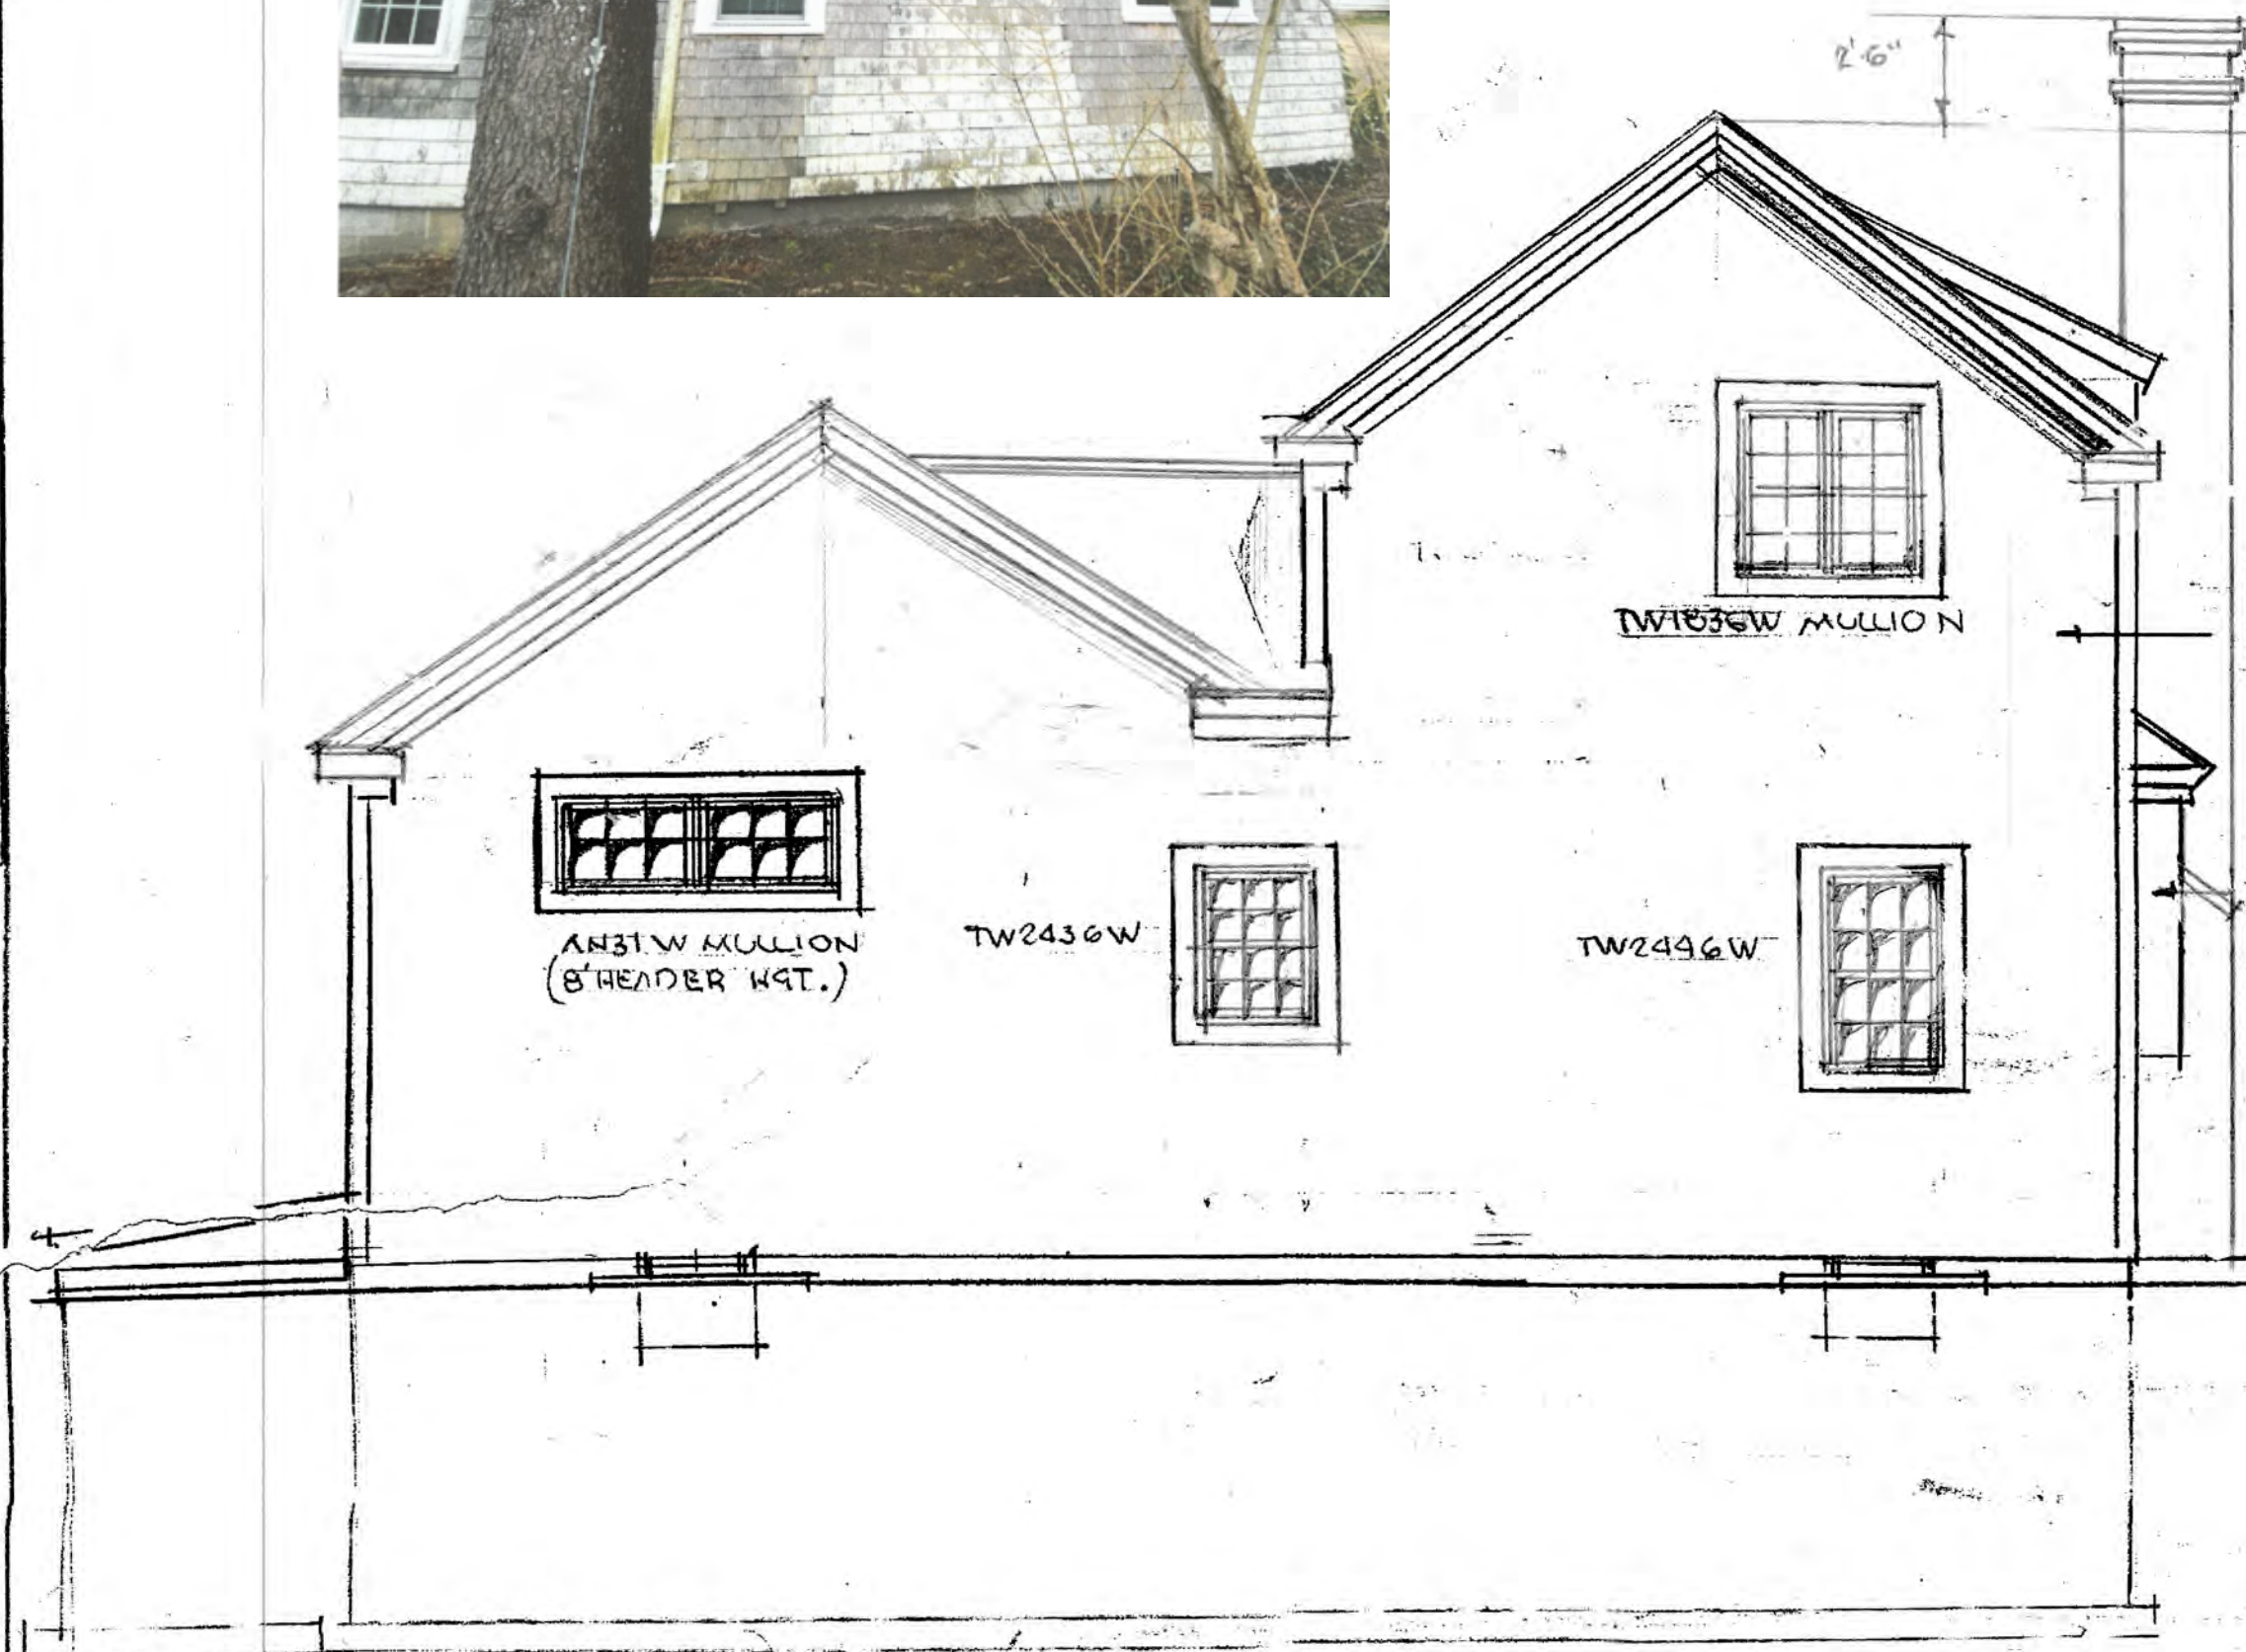 2'-6"
TW1836W MULLION
AN31W MULLION
(8' HEADER HGT.)
TW2436W
TW2446W